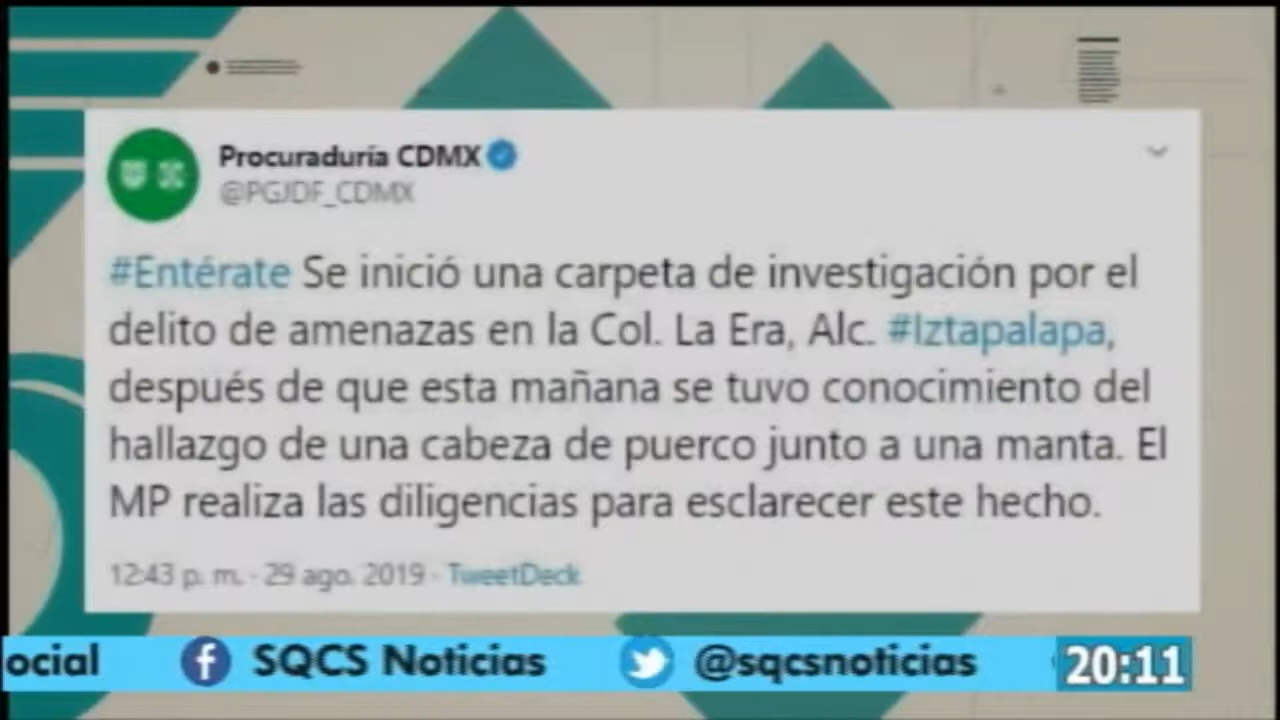 Procuraduría CDMX
@PGJDF_CDMX
#Entérate Se inició una carpeta de investigación por el
delito de amenazas en la Col. La Era, Alc. #Iztapalapa,
después de que esta mañana se tuvo conocimiento del
hallazgo de una cabeza de puerco junto a una manta. El
MP realiza las diligencias para esclarecer este hecho.
12:43 p. m. · 29 ago. 2019 · TweetDeck
ocial SQCS Noticias @sqcsnoticias 20:11